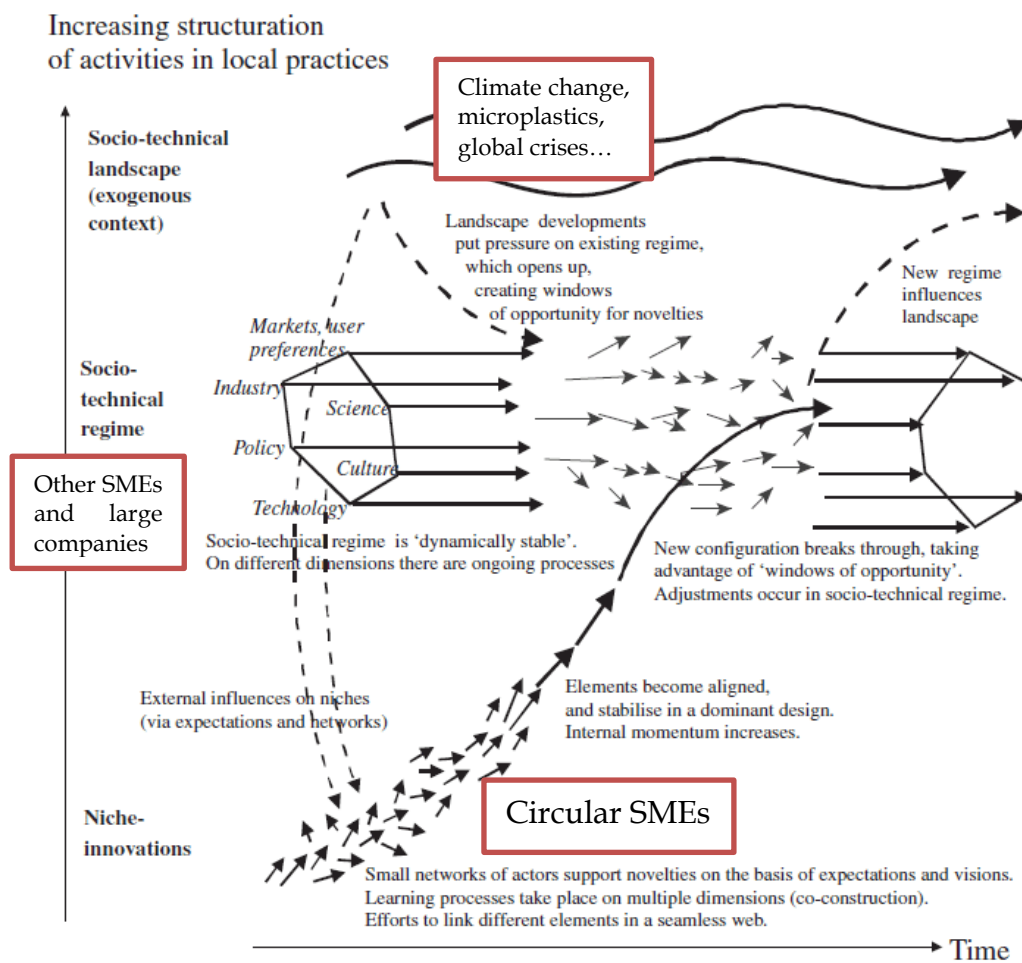 Increasing structuration
of activities in local practices
Climate change,
microplastics,
global crises…
Socio-technical
landscape
(exogenous
context)
Landscape developments
put pressure on existing regime,
which opens up,
creating windows
of opportunity for novelties
New regime
influences
landscape
Markets, user
preferences
Industry
Science
Policy
Culture
Technology
Socio-
technical
regime
Other SMEs
and large
companies
Socio-technical regime is ‘dynamically stable’.
On different dimensions there are ongoing processes
New configuration breaks through, taking
advantage of ‘windows of opportunity’.
Adjustments occur in socio-technical regime.
External influences on niches
(via expectations and networks)
Elements become aligned,
and stabilise in a dominant design.
Internal momentum increases.
Circular SMEs
Niche-
innovations
Small networks of actors support novelties on the basis of expectations and visions.
Learning processes take place on multiple dimensions (co-construction).
Efforts to link different elements in a seamless web.
Time